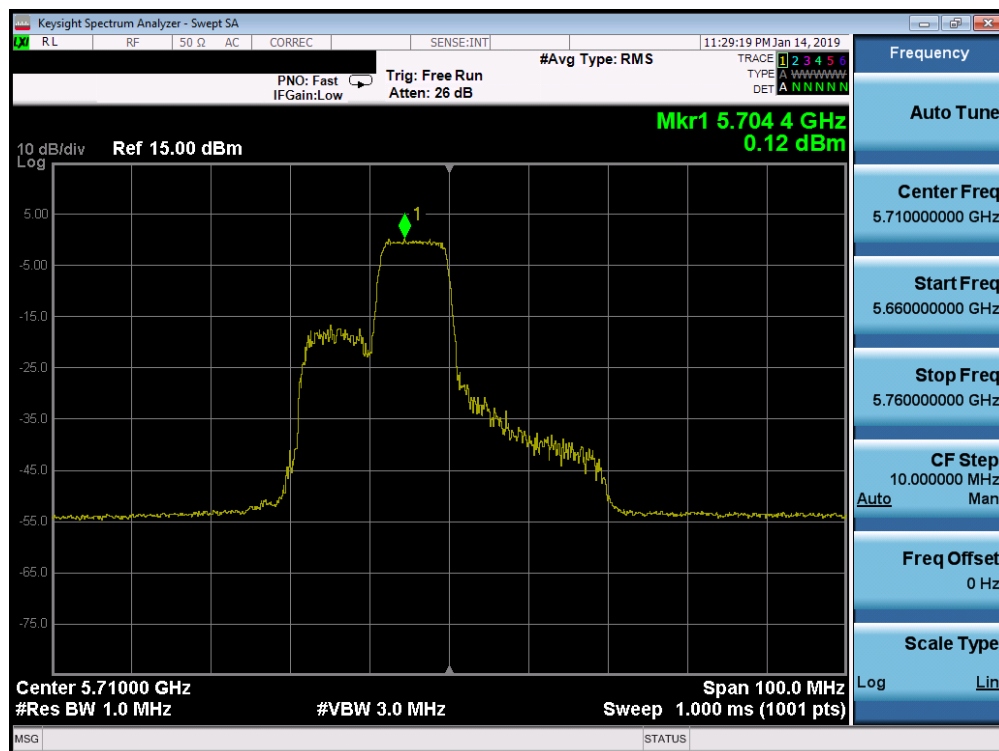 Keysight Spectrum Analyzer - Swept SA
LXI RL RF 50 Ω AC CORREC SENSE:INT 11:29:19 PM Jan 14, 2019
#Avg Type: RMS
TRACE 1 2 3 4 5 6
TYPE A WWWWW
DET A N N N N N
PNO: Fast
IFGain:Low
Trig: Free Run
Atten: 26 dB
Mkr1 5.704 4 GHz
0.12 dBm
10 dB/div Ref 15.00 dBm
Log
1
5.00
-5.00
-15.0
-25.0
-35.0
-45.0
-55.0
-65.0
-75.0
Center 5.71000 GHz Span 100.0 MHz
#Res BW 1.0 MHz #VBW 3.0 MHz Sweep 1.000 ms (1001 pts)
MSG STATUS
Frequency
Auto Tune
Center Freq
5.710000000 GHz
Start Freq
5.660000000 GHz
Stop Freq
5.760000000 GHz
CF Step
10.000000 MHz
Auto Man
Freq Offset
0 Hz
Scale Type
Log Lin